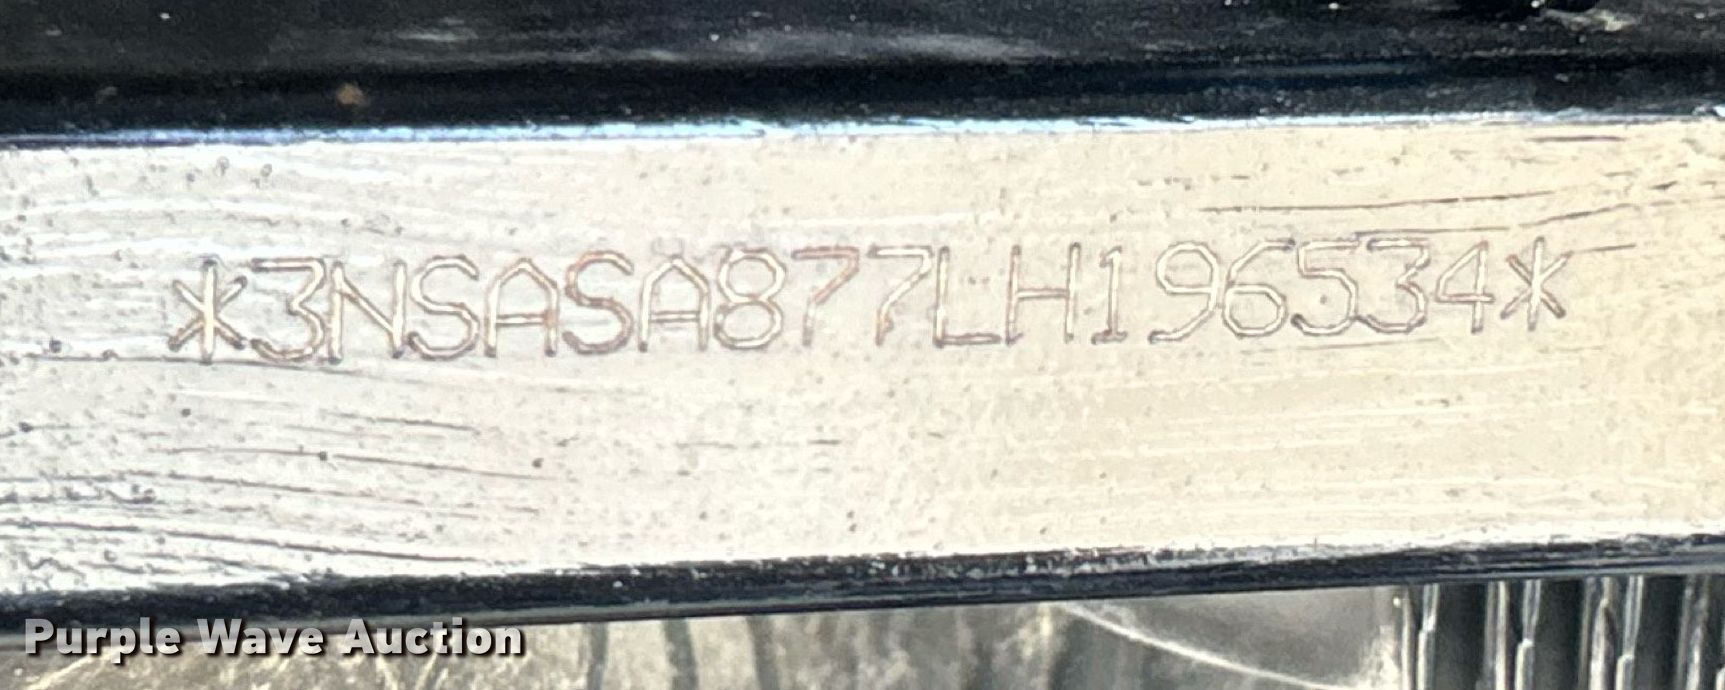 *3NSASA877LH196534*
Purple Wave Auction